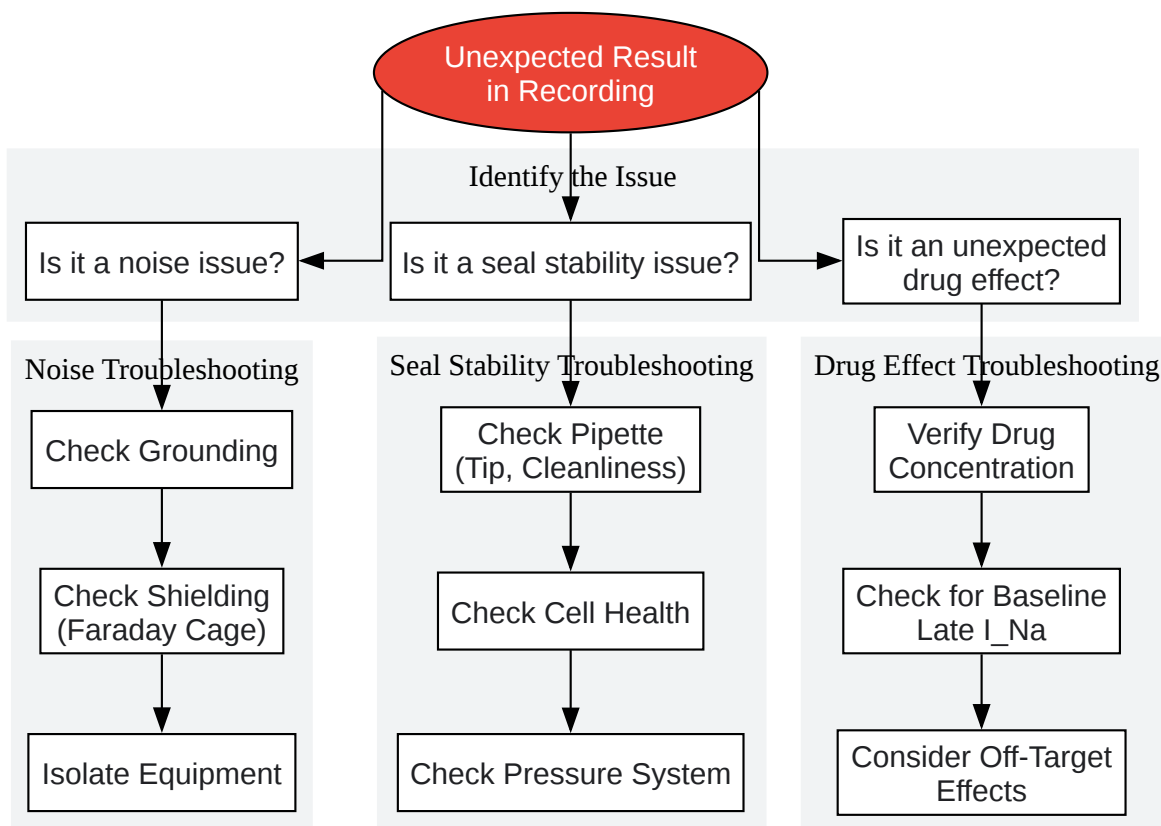 Unexpected Result
in Recording
Identify the Issue
Is it a noise issue?
Is it a seal stability issue?
Is it an unexpected
drug effect?
Noise Troubleshooting
Check Grounding
Check Shielding
(Faraday Cage)
Isolate Equipment
Seal Stability Troubleshooting
Check Pipette
(Tip, Cleanliness)
Check Cell Health
Check Pressure System
Drug Effect Troubleshooting
Verify Drug
Concentration
Check for Baseline
Late I_Na
Consider Off-Target
Effects